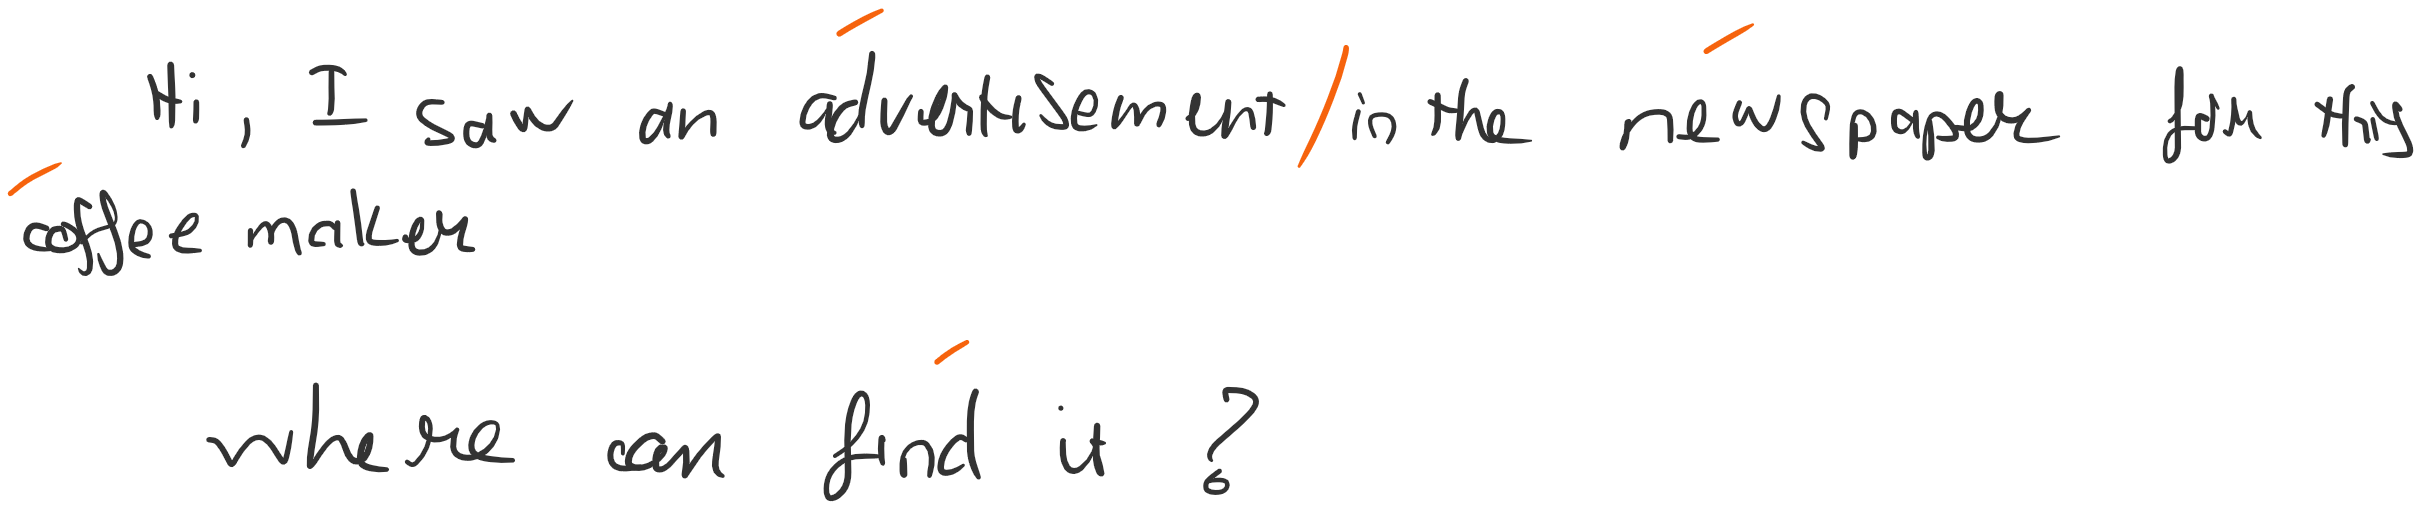 Hi, I saw an advertisement / in the newspaper for this
coffee maker
where can find it ?